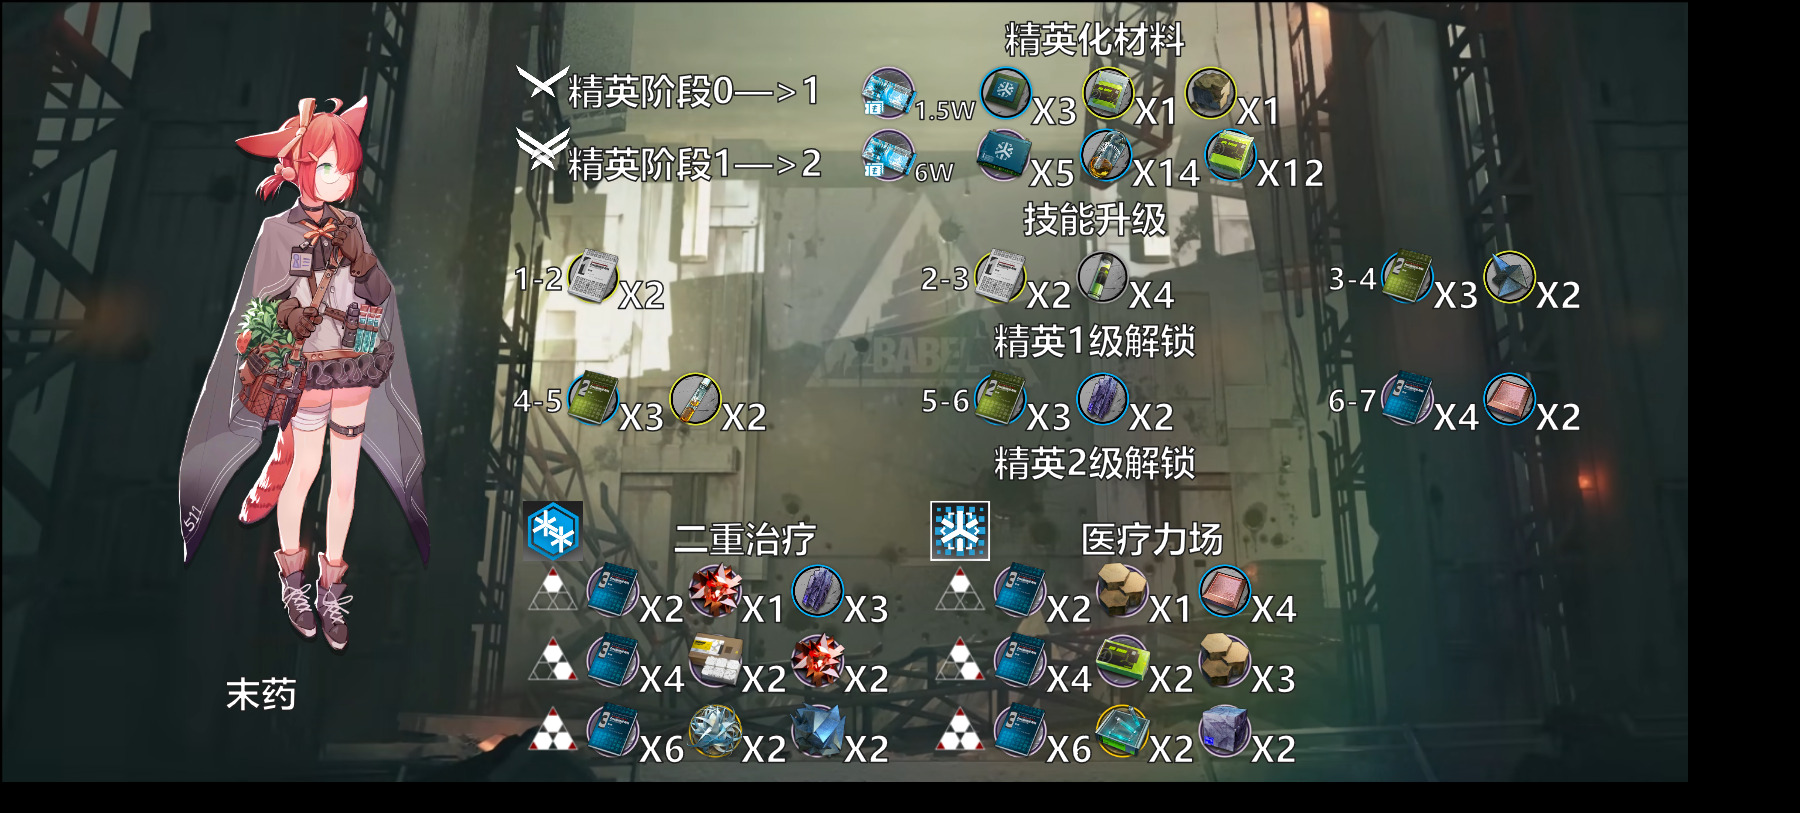 精英化材料
精英阶段0—>1 1.5W X3 X1 X1
精英阶段1—>2 6W X5 X14 X12
技能升级
1-2 X2 2-3 X2 X4 3-4 X3 X2
精英1级解锁
4-5 X3 X2 5-6 X3 X2 6-7 X4 X2
精英2级解锁
二重治疗 医疗力场
X2 X1 X3 X2 X1 X4
X4 X2 X2 X4 X2 X3
X6 X2 X2 X6 X2 X2
末药
BABEL
511